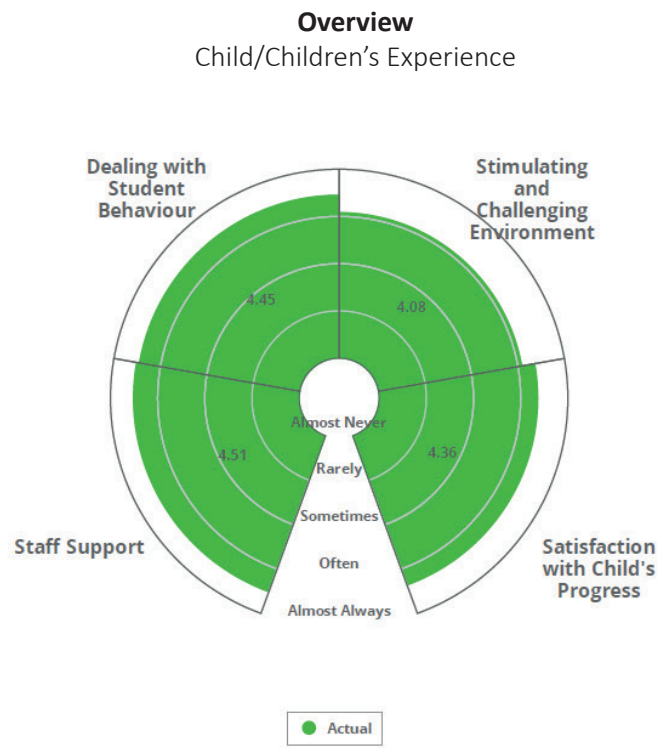 Overview
Child/Children’s Experience
Dealing with
Student
Behaviour
Stimulating
and
Challenging
Environment
4.45
4.08
Almost Never
4.51
4.36
Rarely
Sometimes
Staff Support
Often
Satisfaction
with Child's
Progress
Almost Always
Actual